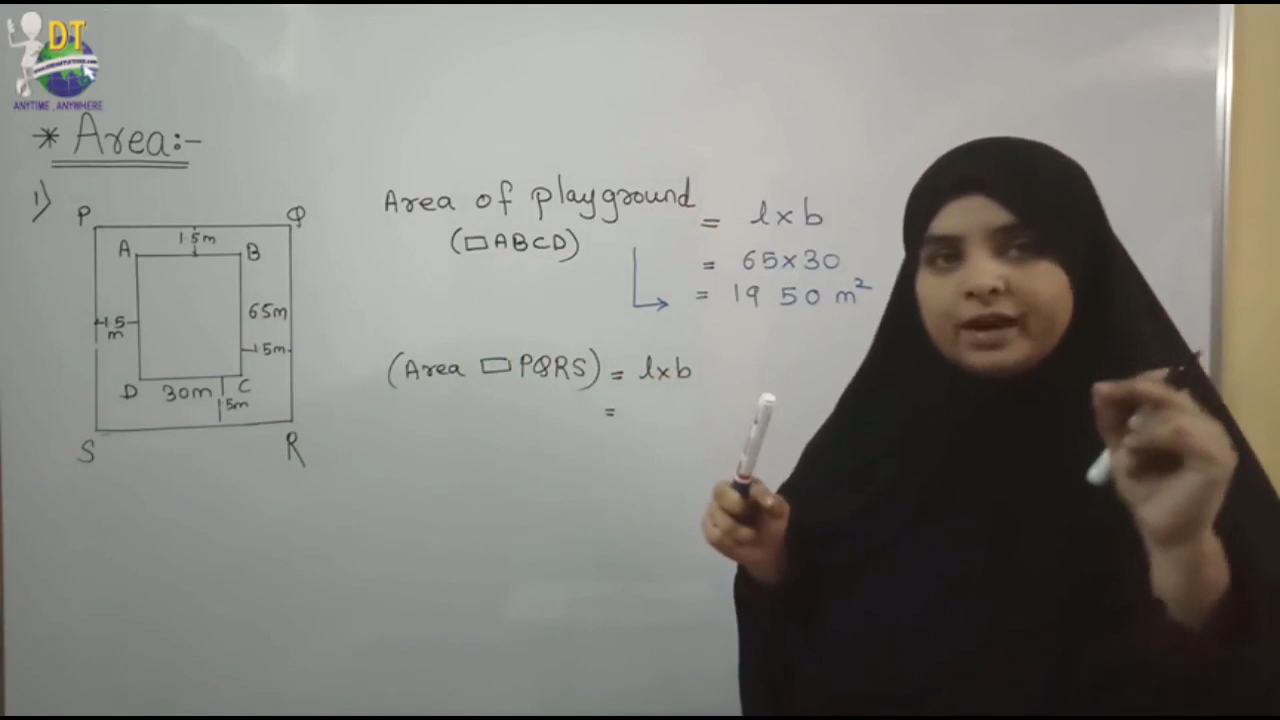 DT
ANYTIME , ANYWHERE
* Area:-
1)
P Q
1.5m
A B
65m
1.5
m
1.5m
D 30m C
1.5m
S R
Area of playground = l×b
(□ABCD)
= 65×30
= 1950 m²
(Area □PQRS) = l×b
=